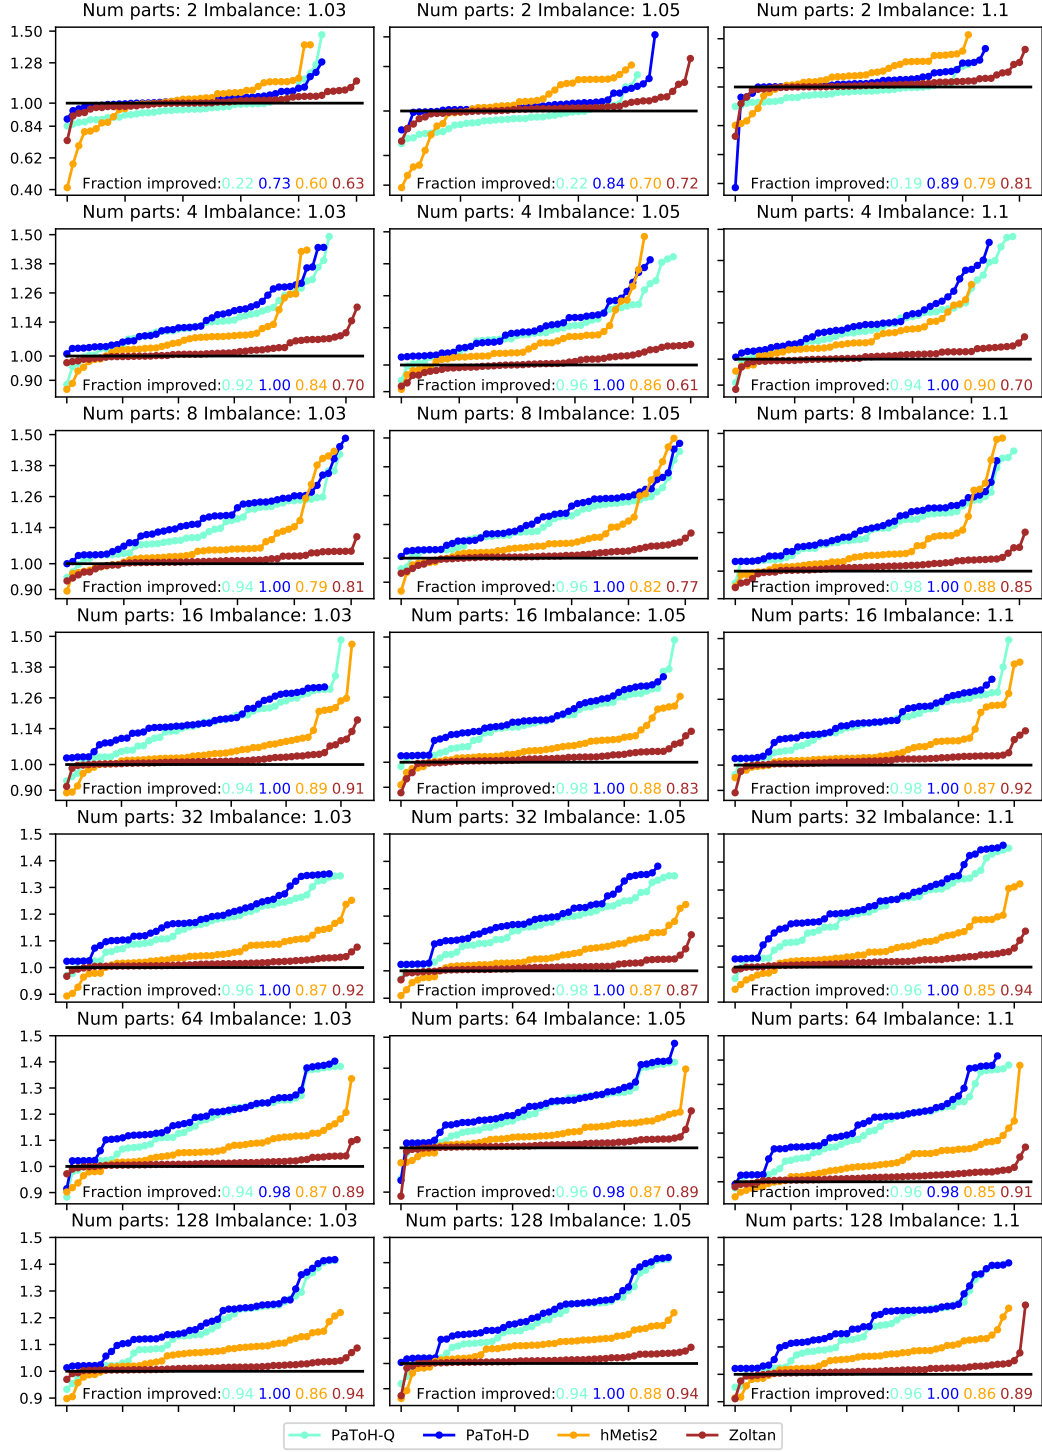 Num parts: 2 Imbalance: 1.03
Num parts: 2 Imbalance: 1.05
Num parts: 2 Imbalance: 1.1
1.50
1.28
1.00
0.84
0.62
0.40
Fraction improved:0.22 0.73 0.60 0.63
Fraction improved:0.22 0.84 0.70 0.72
Fraction improved:0.19 0.89 0.79 0.81
Num parts: 4 Imbalance: 1.03
Num parts: 4 Imbalance: 1.05
Num parts: 4 Imbalance: 1.1
1.50
1.38
1.26
1.14
1.00
0.90
Fraction improved:0.92 1.00 0.84 0.70
Fraction improved:0.96 1.00 0.86 0.61
Fraction improved:0.94 1.00 0.90 0.70
Num parts: 8 Imbalance: 1.03
Num parts: 8 Imbalance: 1.05
Num parts: 8 Imbalance: 1.1
1.50
1.38
1.26
1.14
1.00
0.90
Fraction improved:0.94 1.00 0.79 0.81
Fraction improved:0.96 1.00 0.82 0.77
Fraction improved:0.98 1.00 0.88 0.85
Num parts: 16 Imbalance: 1.03
Num parts: 16 Imbalance: 1.05
Num parts: 16 Imbalance: 1.1
1.50
1.38
1.26
1.14
1.00
0.90
Fraction improved:0.94 1.00 0.89 0.91
Fraction improved:0.98 1.00 0.88 0.83
Fraction improved:0.98 1.00 0.87 0.92
Num parts: 32 Imbalance: 1.03
Num parts: 32 Imbalance: 1.05
Num parts: 32 Imbalance: 1.1
1.5
1.4
1.3
1.2
1.1
1.0
0.9
Fraction improved:0.96 1.00 0.87 0.92
Fraction improved:0.98 1.00 0.87 0.87
Fraction improved:0.96 1.00 0.85 0.94
Num parts: 64 Imbalance: 1.03
Num parts: 64 Imbalance: 1.05
Num parts: 64 Imbalance: 1.1
1.5
1.4
1.3
1.2
1.1
1.0
0.9
Fraction improved:0.94 0.98 0.87 0.89
Fraction improved:0.96 0.98 0.87 0.89
Fraction improved:0.96 0.98 0.85 0.91
Num parts: 128 Imbalance: 1.03
Num parts: 128 Imbalance: 1.05
Num parts: 128 Imbalance: 1.1
1.5
1.4
1.3
1.2
1.1
1.0
0.9
Fraction improved:0.94 1.00 0.86 0.94
Fraction improved:0.94 1.00 0.88 0.94
Fraction improved:0.96 1.00 0.86 0.89
PaToH-Q PaToH-D hMetis2 Zoltan